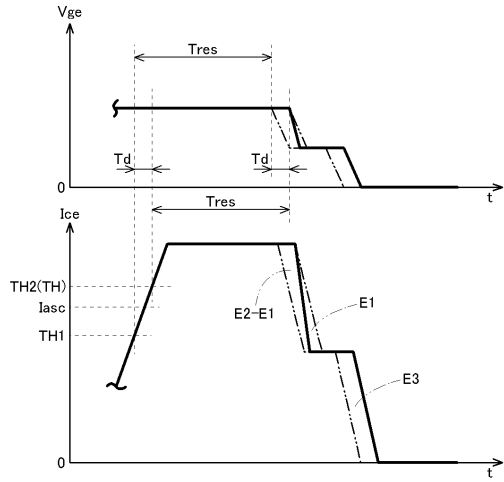 Vge
Tres
Td
Td
0
t
Ice
Tres
TH2(TH)
Iasc
TH1
E2-E1
E1
E3
0
t